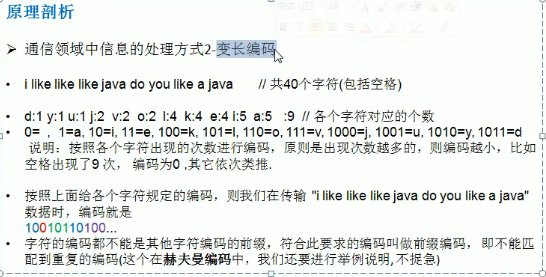 原理剖析
➢ 通信领域中信息的处理方式2-变长编码
• i like like like java do you like a java // 共40个字符(包括空格)
• d:1 y:1 u:1 j:2 v:2 o:2 l:4 k:4 e:4 i:5 a:5 :9 // 各个字符对应的个数
• 0= , 1=a, 10=i, 11=e, 100=k, 101=l, 110=o, 111=v, 1000=j, 1001=u, 1010=y, 1011=d
说明：按照各个字符出现的次数进行编码，原则是出现次数越多的，则编码越小，比如
空格出现了9 次， 编码为0 ,其它依次类推.
• 按照上面给各个字符规定的编码，则我们在传输 "i like like like java do you like a java"
数据时，编码就是
10010110100...
• 字符的编码都不能是其他字符编码的前缀，符合此要求的编码叫做前缀编码， 即不能匹
配到重复的编码(这个在赫夫曼编码中，我们还要进行举例说明,不捉急)